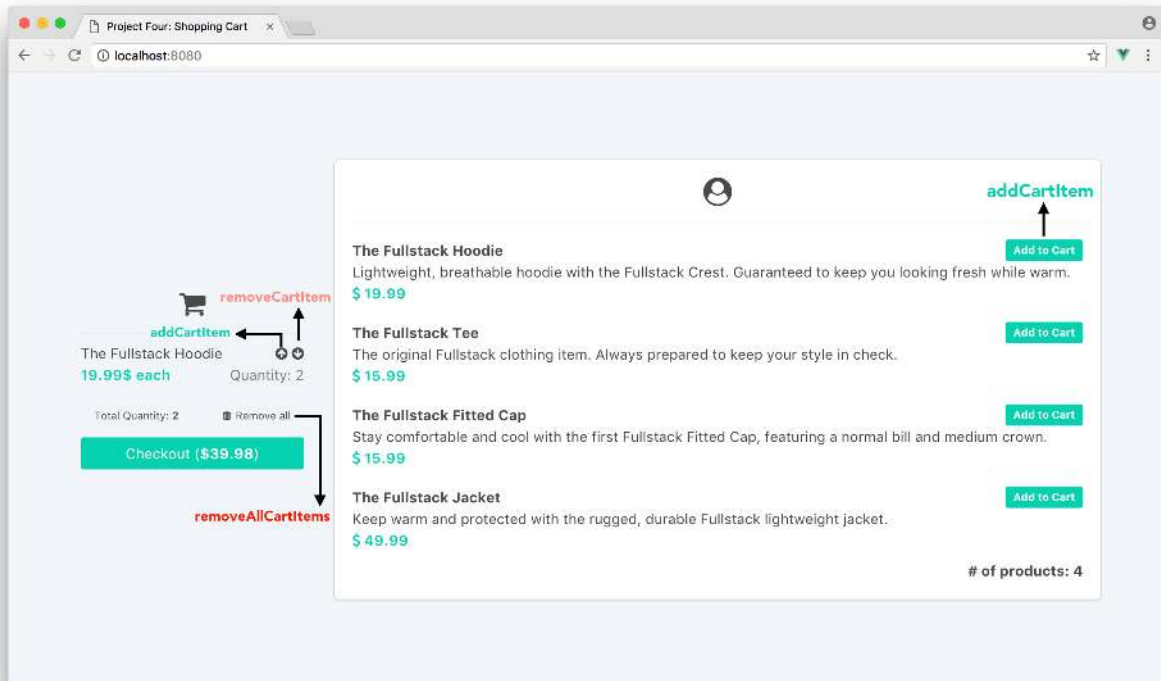 Project Four: Shopping Cart
localhost:8080
addCartItem
The Fullstack Hoodie
Add to Cart
Lightweight, breathable hoodie with the Fullstack Crest. Guaranteed to keep you looking fresh while warm.
$ 19.99
The Fullstack Tee
Add to Cart
The original Fullstack clothing item. Always prepared to keep your style in check.
$ 15.99
The Fullstack Fitted Cap
Add to Cart
Stay comfortable and cool with the first Fullstack Fitted Cap, featuring a normal bill and medium crown.
$ 15.99
The Fullstack Jacket
Add to Cart
Keep warm and protected with the rugged, durable Fullstack lightweight jacket.
$ 49.99
# of products: 4
removeCartItem
addCartItem
The Fullstack Hoodie
19.99$ each
Quantity: 2
Total Quantity: 2
Remove all
Checkout ($39.98)
removeAllCartItems